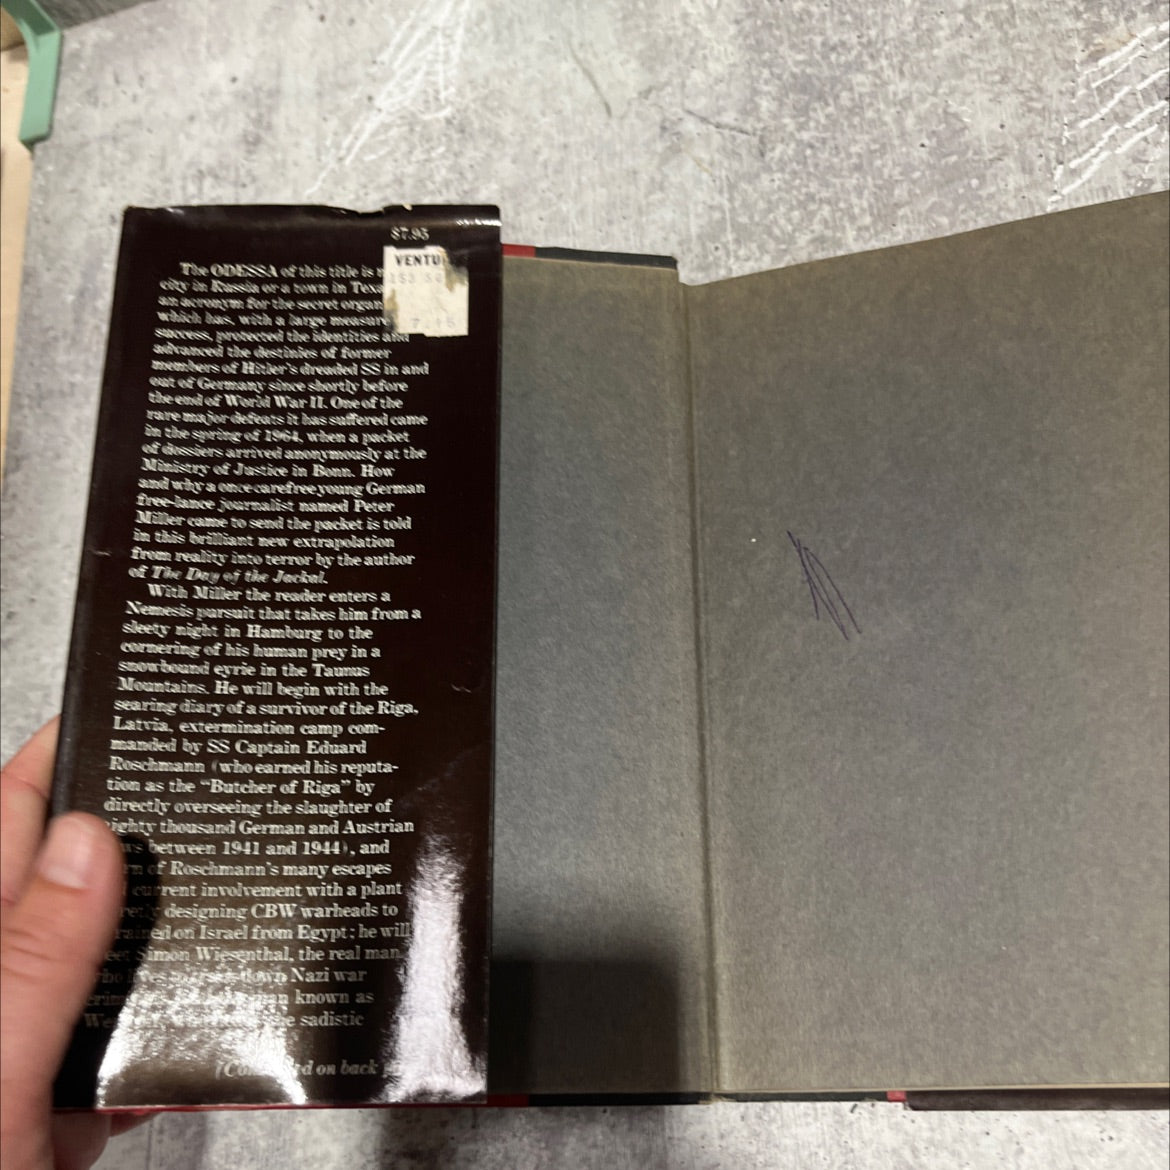 $7.95
VENTU
The ODESSA of this title is
city in Russia or a town in
an acronym for the secret
which has, with a large measure
success, protected the identities and
advanced the destinies of former
members of Hitler's dreaded SS in and
out of Germany since shortly before
the end of World War II. One of the
rare major defeats it has suffered came
in the spring of 1964, when a packet
of dossiers arrived anonymously at the
Ministry of Justice in Bonn. How
and why a once carefree young German
free-lance journalist named Peter
Miller came to send the packet is told
in this brilliant new extrapolation
from reality into terror by the author
of The Day of the Jackal.
With Miller the reader enters a
Nemesis pursuit that takes him from a
sleety night in Hamburg to the
cornering of his human prey in a
snowbound eyrie in the Taunus
Mountains. He will begin with the
searing diary of a survivor of the Riga,
Latvia, extermination camp com-
manded by SS Captain Eduard
Roschmann (who earned his reputa-
tion as the "Butcher of Riga" by
directly overseeing the slaughter of
eighty thousand German and Austrian
between 1941 and 1944), and
of Roschmann's many escapes
current involvement with a plant
designing CBW warheads to
on Israel from Egypt; he will
Simon Wiesenthal, the real man
down Nazi war
man known as
the sadistic
on back